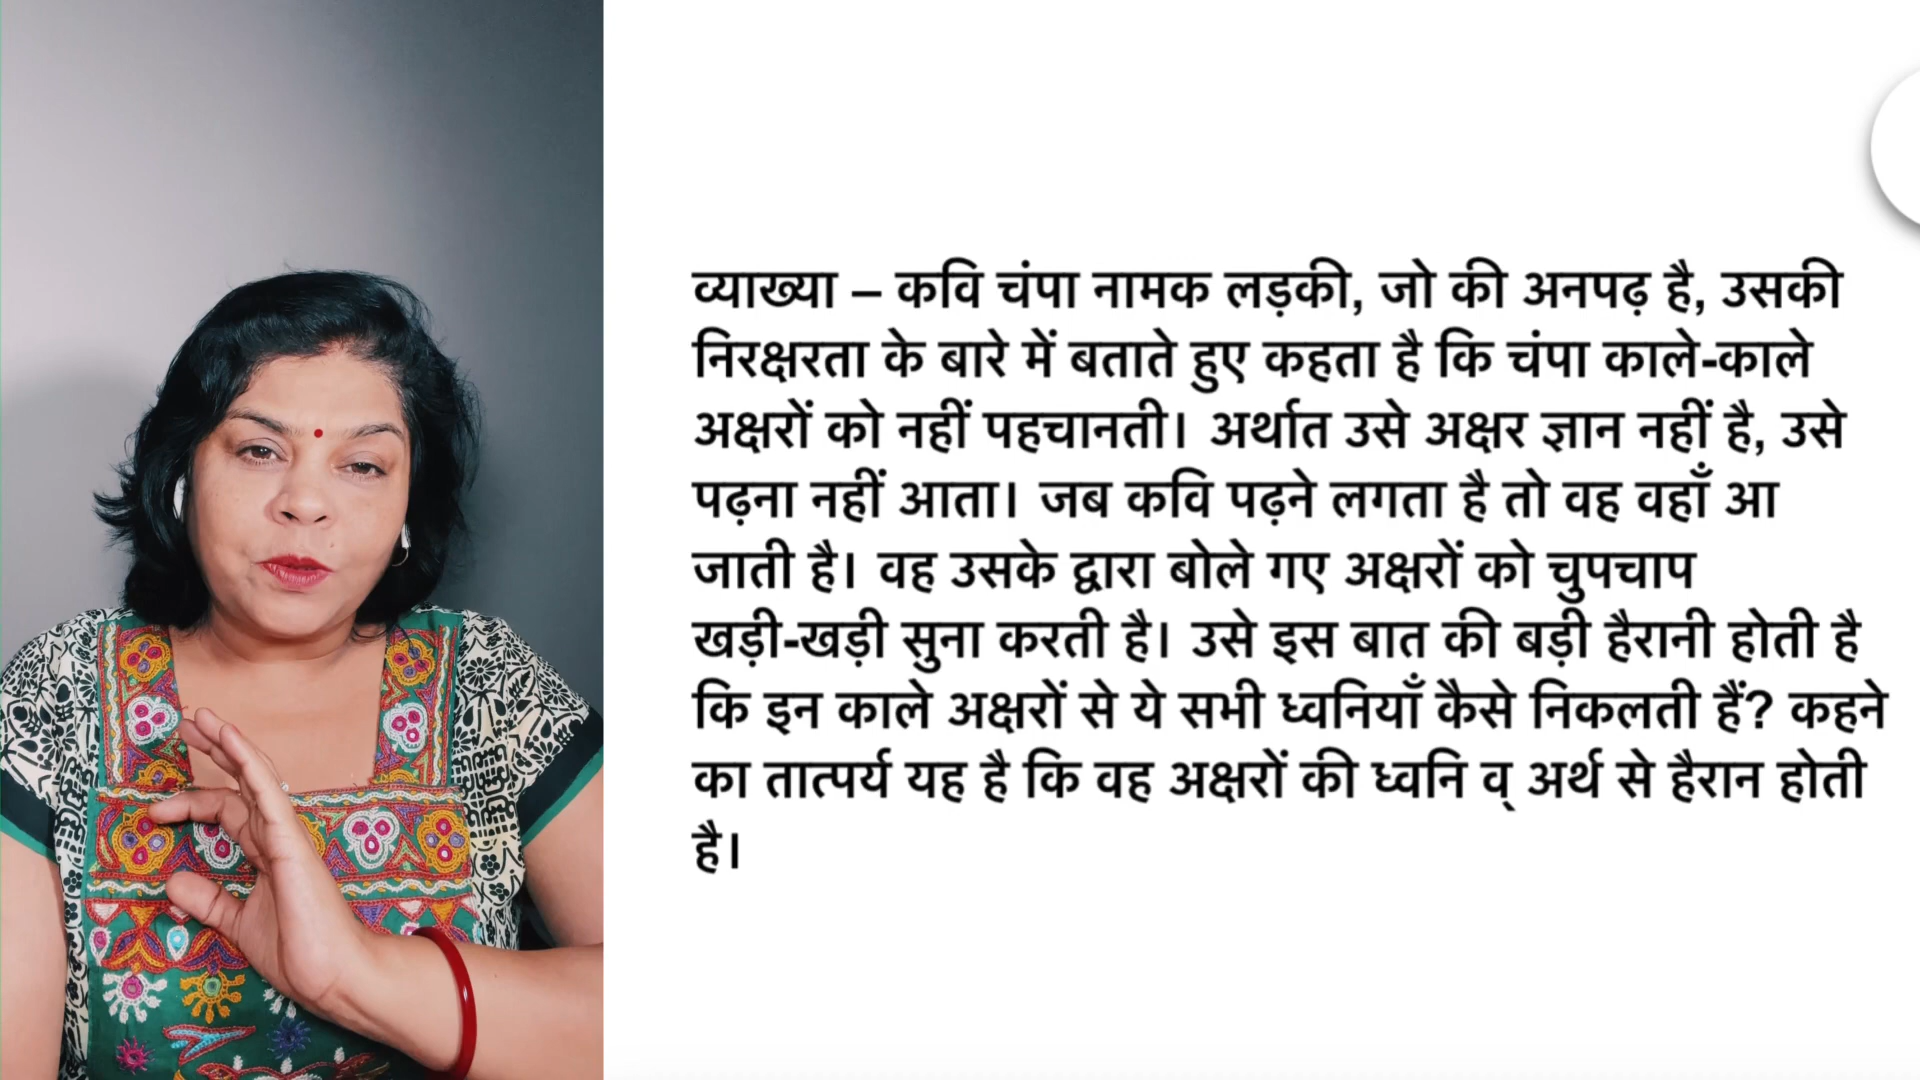 व्याख्या – कवि चंपा नामक लड़की, जो की अनपढ़ है, उसकी
निरक्षरता के बारे में बताते हुए कहता है कि चंपा काले-काले
अक्षरों को नहीं पहचानती। अर्थात उसे अक्षर ज्ञान नहीं है, उसे
पढ़ना नहीं आता। जब कवि पढ़ने लगता है तो वह वहाँ आ
जाती है। वह उसके द्वारा बोले गए अक्षरों को चुपचाप
खड़ी-खड़ी सुना करती है। उसे इस बात की बड़ी हैरानी होती है
कि इन काले अक्षरों से ये सभी ध्वनियाँ कैसे निकलती हैं? कहने
का तात्पर्य यह है कि वह अक्षरों की ध्वनि व् अर्थ से हैरान होती
है।